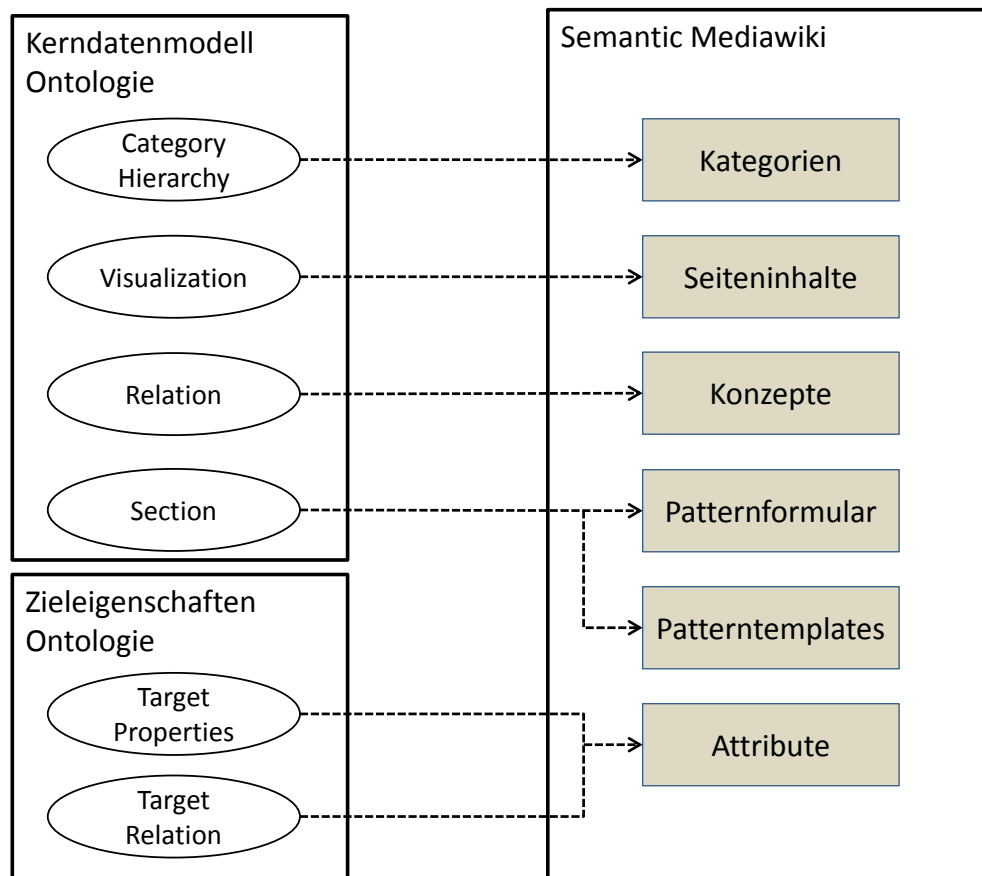 Kerndatenmodell
Ontologie
Category
Hierarchy
Visualization
Relation
Section
Zieleigenschaften
Ontologie
Target
Properties
Target
Relation
Semantic Mediawiki
Kategorien
Seiteninhalte
Konzepte
Patternformular
Patterntemplates
Attribute